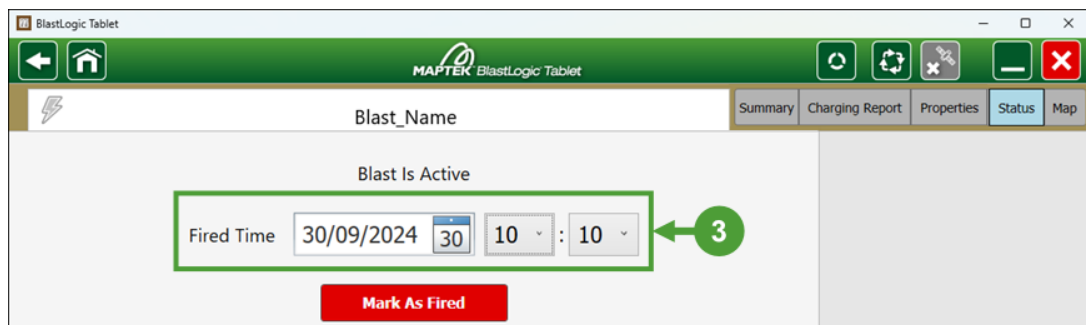 BlastLogic Tablet
MAPTEK BlastLogic Tablet
Blast_Name
Summary Charging Report Properties Status Map
Blast Is Active
Fired Time 30/09/2024 30 10 : 10
3
Mark As Fired